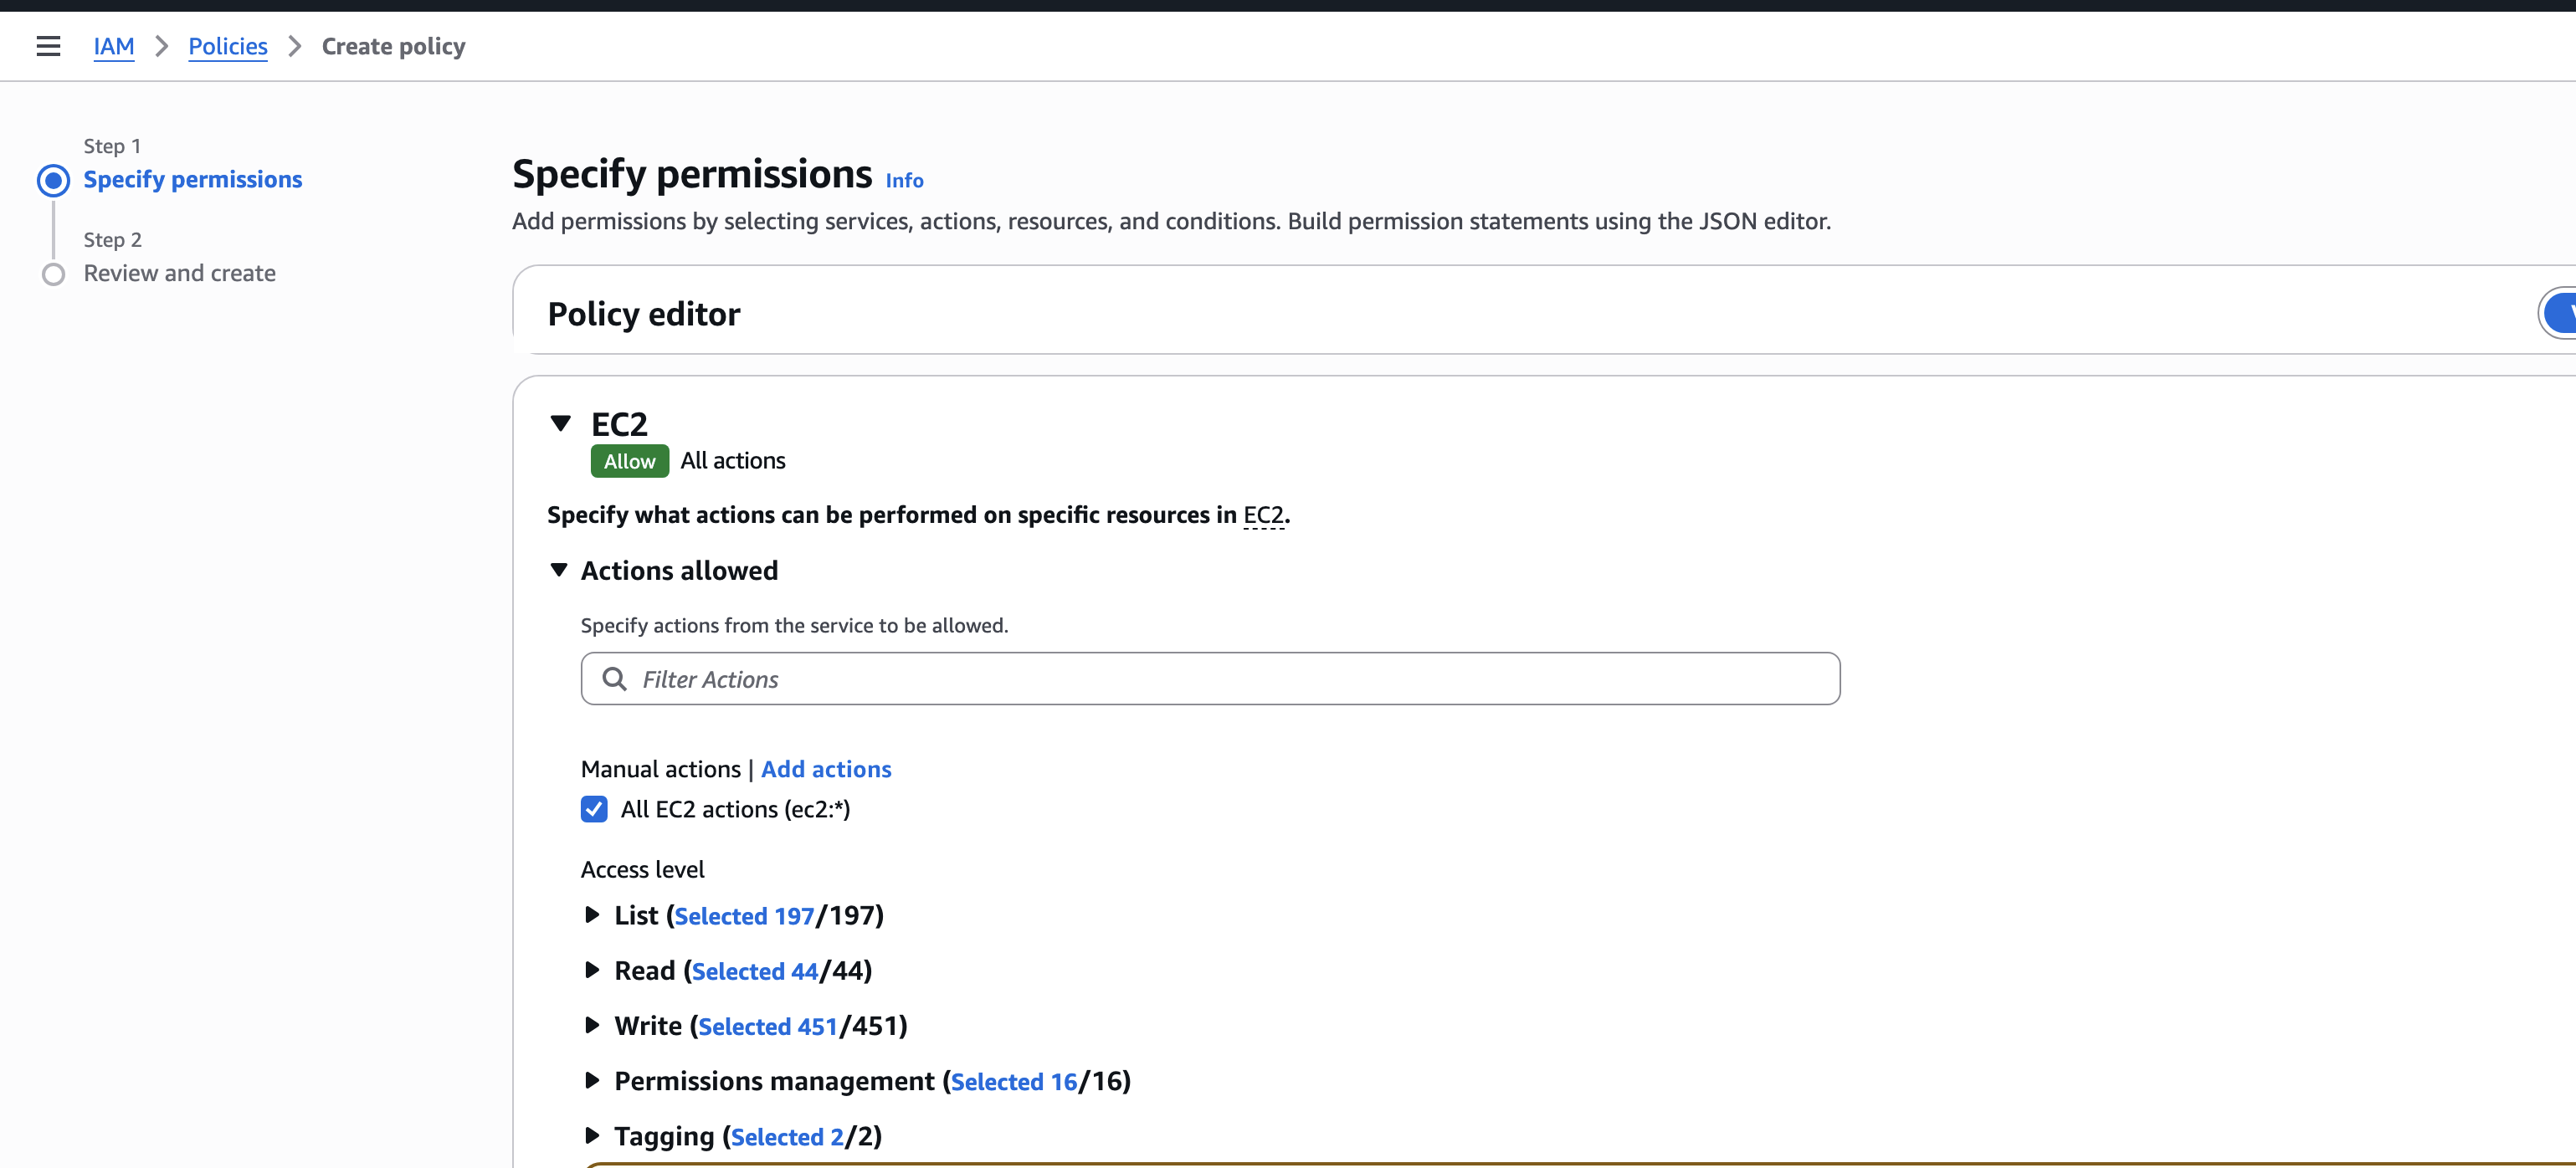 IAM > Policies > Create policy
Step 1
Specify permissions
Step 2
Review and create
Specify permissions Info
Add permissions by selecting services, actions, resources, and conditions. Build permission statements using the JSON editor.
Policy editor
EC2
Allow All actions
Specify what actions can be performed on specific resources in EC2.
Actions allowed
Specify actions from the service to be allowed.
Filter Actions
Manual actions | Add actions
All EC2 actions (ec2:*)
Access level
List (Selected 197/197)
Read (Selected 44/44)
Write (Selected 451/451)
Permissions management (Selected 16/16)
Tagging (Selected 2/2)